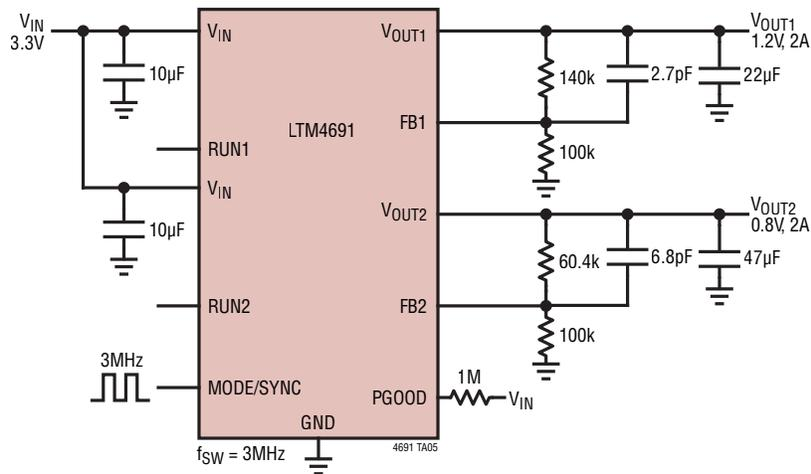 VIN
3.3V
10µF
10µF
VIN
RUN1
VIN
RUN2
3MHz
MODE/SYNC
GND
fSW = 3MHz
LTM4691
VOUT1
FB1
VOUT2
FB2
PGOOD
4691 TA05
140k
2.7pF
22µF
100k
VOUT1
1.2V, 2A
60.4k
6.8pF
47µF
100k
VOUT2
0.8V, 2A
1M
VIN